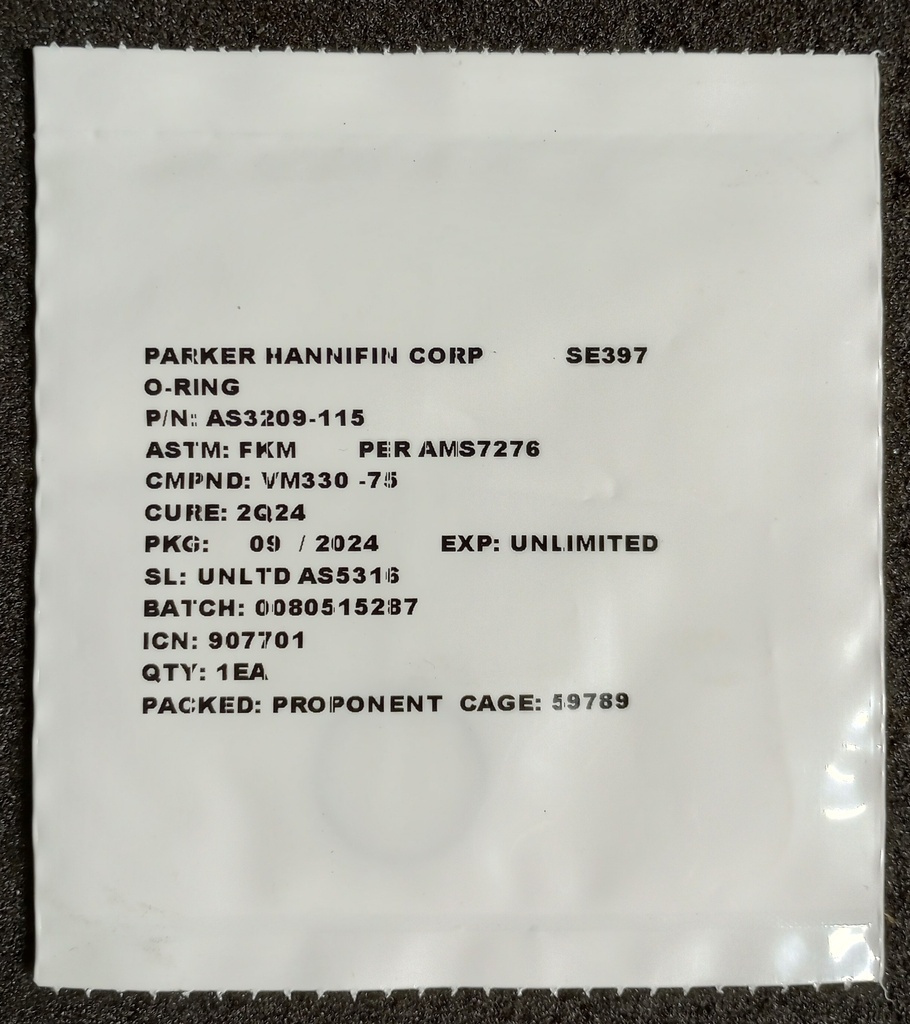 PARKER HANNIFIN CORP SE397
O-RING
P/N: AS3209-115
ASTM: FKM PER AMS7276
CMPND: VM330 -75
CURE: 2Q24
PKG: 09 / 2024 EXP: UNLIMITED
SL: UNLTD AS5316
BATCH: 0080515287
ICN: 907701
QTY: 1EA
PACKED: PROPONENT CAGE: 59789